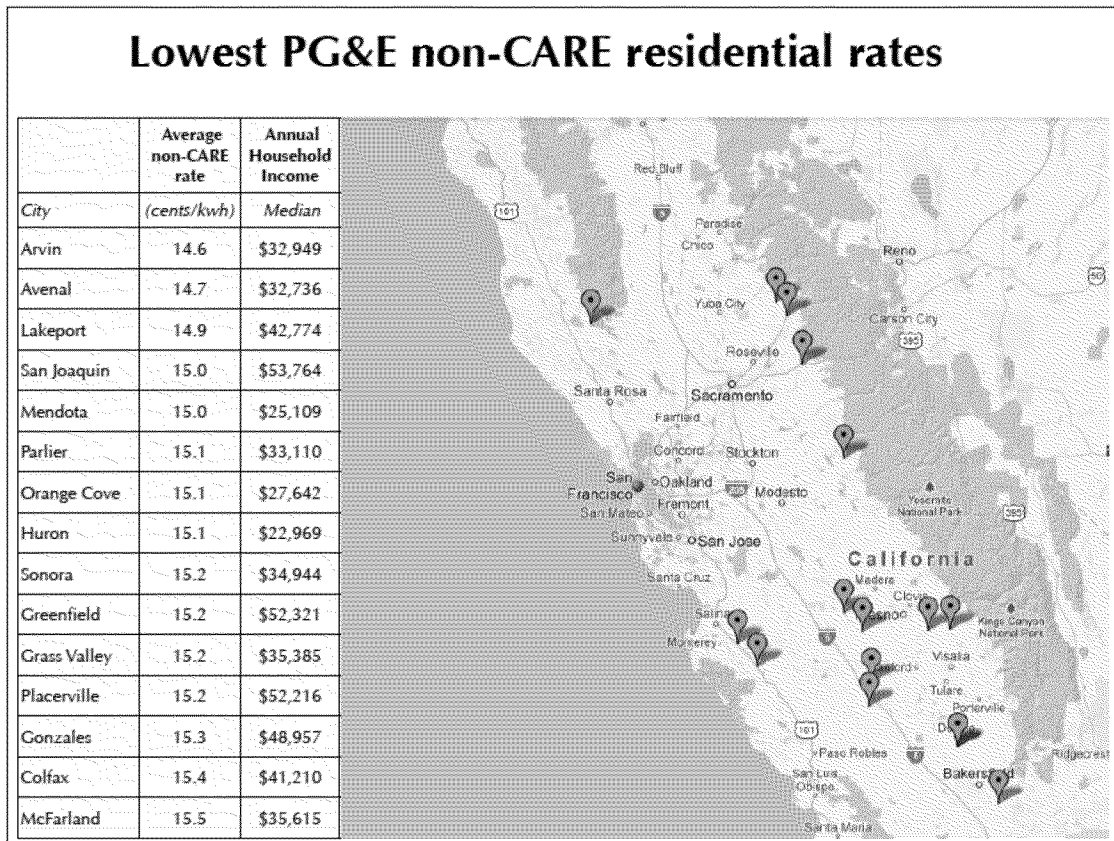 Lowest PG&E non-CARE residential rates
Average non-CARE rate Annual Household Income
City (cents/kwh) Median
Arvin 14.6 $32,949
Avenal 14.7 $32,736
Lakeport 14.9 $42,774
San Joaquin 15.0 $53,764
Mendota 15.0 $25,109
Parlier 15.1 $33,110
Orange Cove 15.1 $27,642
Huron 15.1 $22,969
Sonora 15.2 $34,944
Greenfield 15.2 $52,321
Grass Valley 15.2 $35,385
Placerville 15.2 $52,216
Gonzales 15.3 $48,957
Colfax 15.4 $41,210
McFarland 15.5 $35,615
Red Bluff
101
5
Paradise
Chico
Reno
50
Yuba City
Carson City
395
Roseville
Santa Rosa
Sacramento
Fairfield
Concord
Stockton
San Francisco
Oakland
Modesto
Yosemite National Park
395
San Mateo
Fremont
Sunnyvale
San Jose
California
Santa Cruz
Madera
Clovis
Salinas
Kings Canyon National Park
Monterey
5
Visalia
Tulare
Porterville
101
Paso Robles
5
Ridgecrest
San Luis Obispo
Bakersfield
Santa Maria